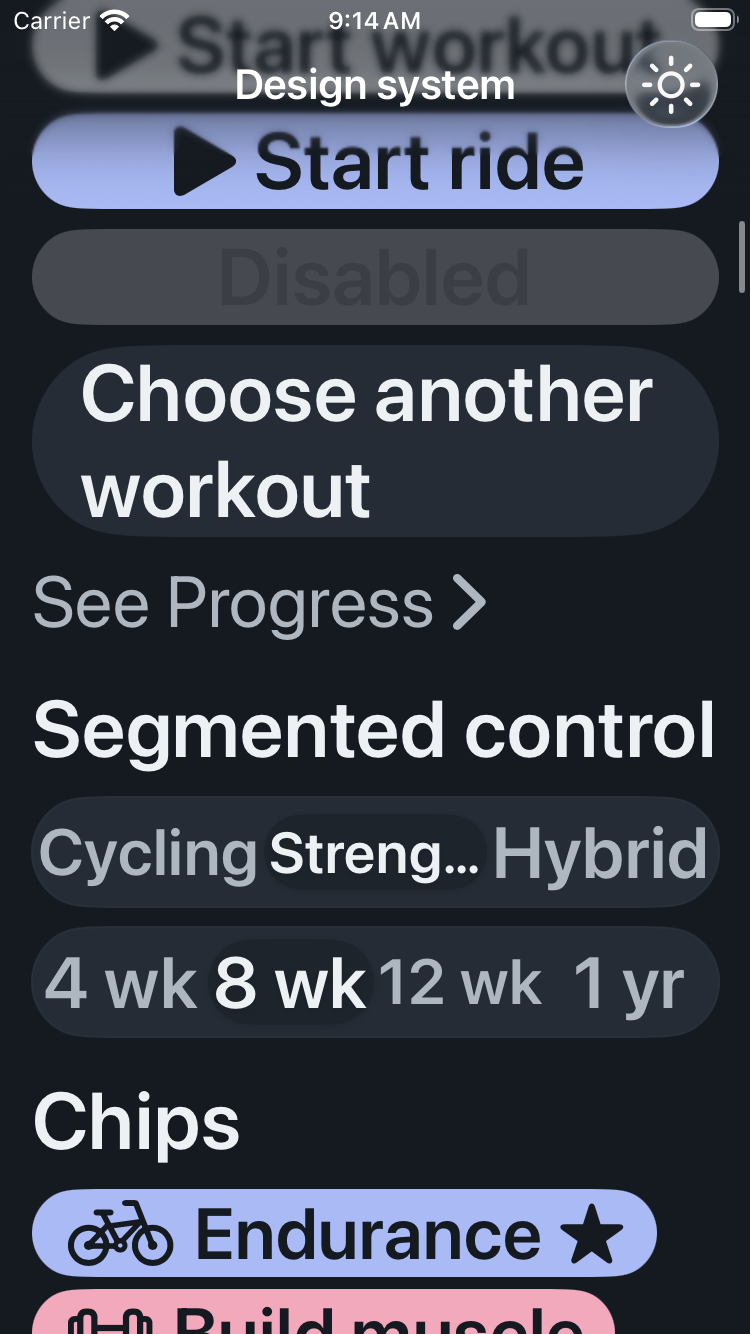 Carrier 9:14 AM
Start workout
Design system
Start ride
Disabled
Choose another
workout
See Progress
Segmented control
Cycling Streng... Hybrid
4 wk 8 wk 12 wk 1 yr
Chips
Endurance
Build muscle